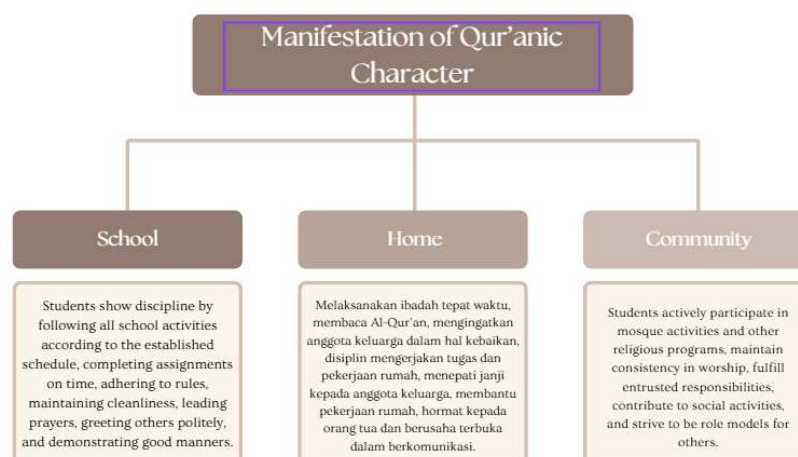 Manifestation of Qur'anic
Character
School
Home
Community
Students show discipline by
following all school activities
according to the established
schedule, completing assignments
on time, adhering to rules,
maintaining cleanliness, leading
prayers, greeting others politely,
and demonstrating good manners.
Melaksanakan ibadah tepat waktu,
membaca Al-Qur'an, mengingatkan
anggota keluarga dalam hal kebaikan,
disiplin mengerjakan tugas dan
pekerjaan rumah, menepati janji
kepada anggota keluarga, membantu
pekerjaan rumah, hormat kepada
orang tua dan berusaha terbuka
dalam berkomunikasi.
Students actively participate in
mosque activities and other
religious programs, maintain
consistency in worship, fulfill
entrusted responsibilities,
contribute to social activities,
and strive to be role models for
others.